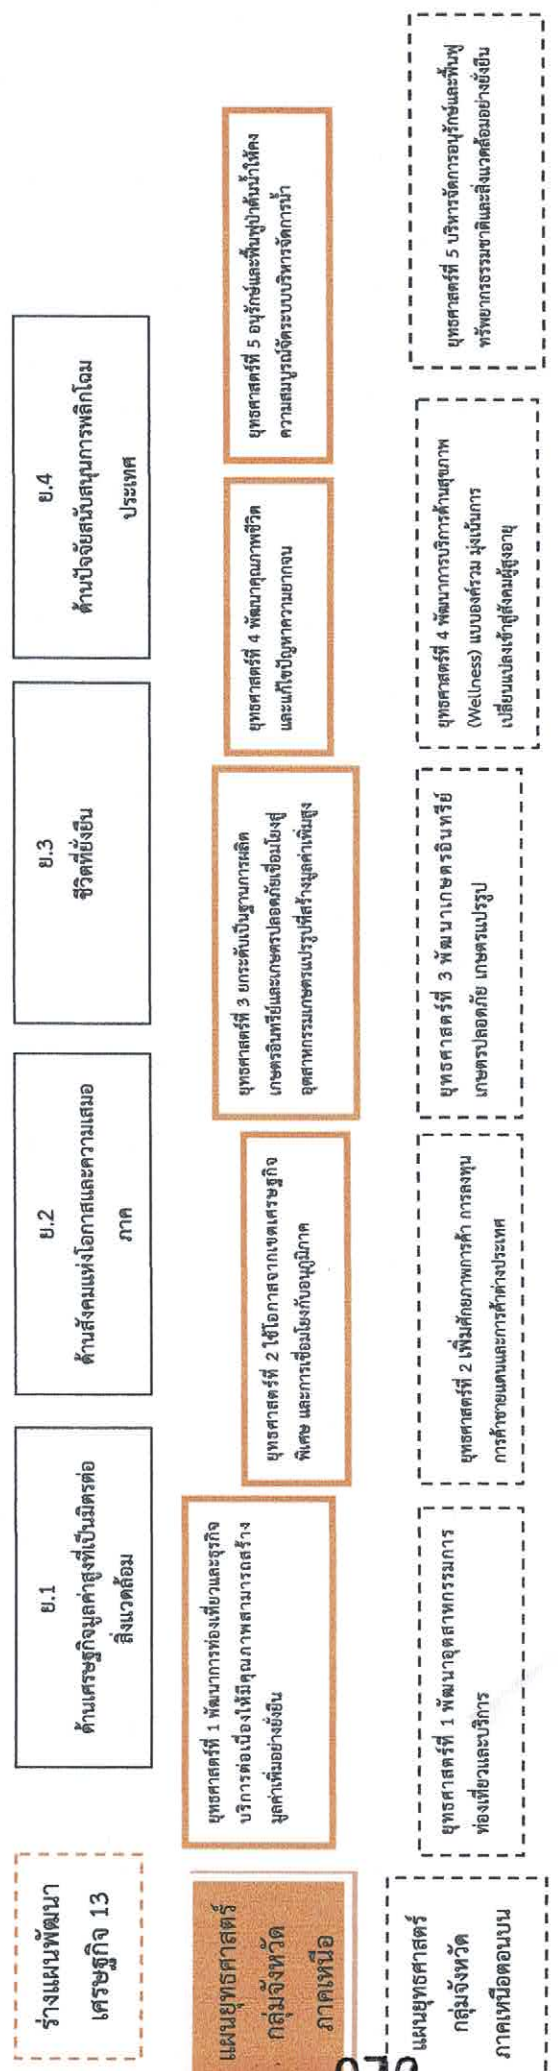 ร่างแผนพัฒนา
เศรษฐกิจ 13
ย.1
ด้านเศรษฐกิจมูลค่าสูงที่เป็นมิตรต่อ
สิ่งแวดล้อม
ย.2
ด้านสังคมแห่งโอกาสและความเสมอ
ภาค
ย.3
ชีวิตที่ยั่งยืน
ย.4
ด้านปัจจัยสนับสนุนการพลิกโฉม
ประเทศ
แผนยุทธศาสตร์
กลุ่มจังหวัด
ภาคเหนือ
ยุทธศาสตร์ที่ 1 พัฒนาการท่องเที่ยวและธุรกิจ
บริการต่อเนื่องให้มีคุณภาพสามารถสร้าง
มูลค่าเพิ่มอย่างยั่งยืน
ยุทธศาสตร์ที่ 2 ใช้โอกาสจากเขตเศรษฐกิจ
พิเศษ และการเชื่อมโยงกับอนุภูมิภาค
ยุทธศาสตร์ที่ 3 ยกระดับเป็นฐานการผลิต
เกษตรอินทรีย์และเกษตรปลอดภัยเชื่อมโยงสู่
อุตสาหกรรมเกษตรแปรรูปที่สร้างมูลค่าเพิ่มสูง
ยุทธศาสตร์ที่ 4 พัฒนาคุณภาพชีวิต
และแก้ไขปัญหาความยากจน
ยุทธศาสตร์ที่ 5 อนุรักษ์และฟื้นฟูป่าต้นน้ำให้คง
ความสมบูรณ์จัดระบบบริหารจัดการน้ำ
แผนยุทธศาสตร์
กลุ่มจังหวัด
ภาคเหนือตอนบน
ยุทธศาสตร์ที่ 1 พัฒนาอุตสาหกรรมการ
ท่องเที่ยวและบริการ
ยุทธศาสตร์ที่ 2 เพิ่มศักยภาพการค้า การลงทุน
การค้าชายแดนและการค้าต่างประเทศ
ยุทธศาสตร์ที่ 3 พัฒนาเกษตรอินทรีย์
เกษตรปลอดภัย เกษตรแปรรูป
ยุทธศาสตร์ที่ 4 พัฒนาการบริการด้านสุขภาพ
(Wellness) แบบองค์รวม มุ่งเน้นการ
เปลี่ยนแปลงเข้าสู่สังคมผู้สูงอายุ
ยุทธศาสตร์ที่ 5 บริหารจัดการอนุรักษ์และฟื้นฟู
ทรัพยากรธรรมชาติและสิ่งแวดล้อมอย่างยั่งยืน